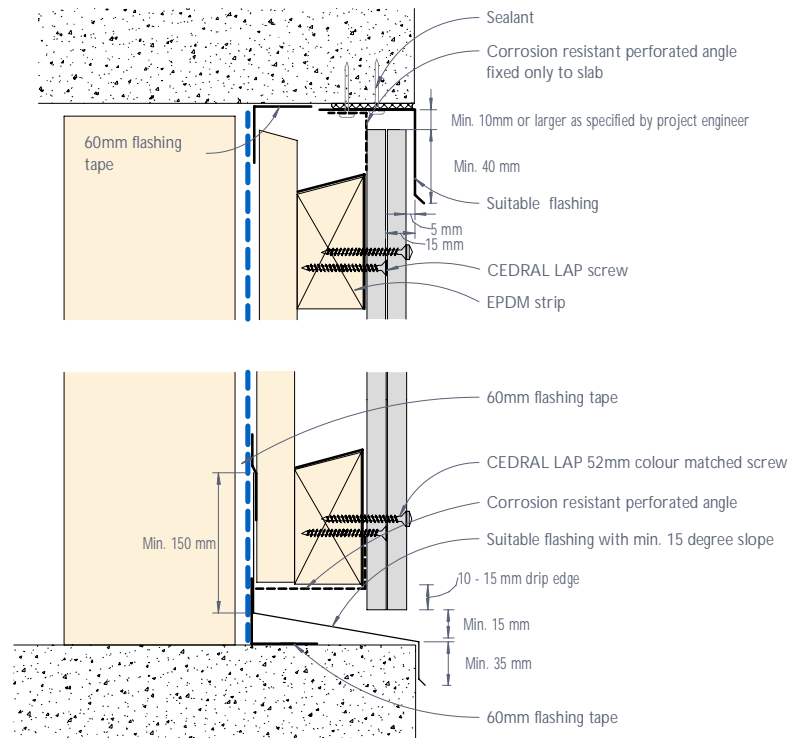 Sealant
Corrosion resistant perforated angle
fixed only to slab
Min. 10mm or larger as specified by project engineer
60mm flashing
tape
Min. 40 mm
Suitable flashing
5 mm
15 mm
CEDRAL LAP screw
EPDM strip
60mm flashing tape
CEDRAL LAP 52mm colour matched screw
Corrosion resistant perforated angle
Min. 150 mm
Suitable flashing with min. 15 degree slope
10 - 15 mm drip edge
Min. 15 mm
Min. 35 mm
60mm flashing tape